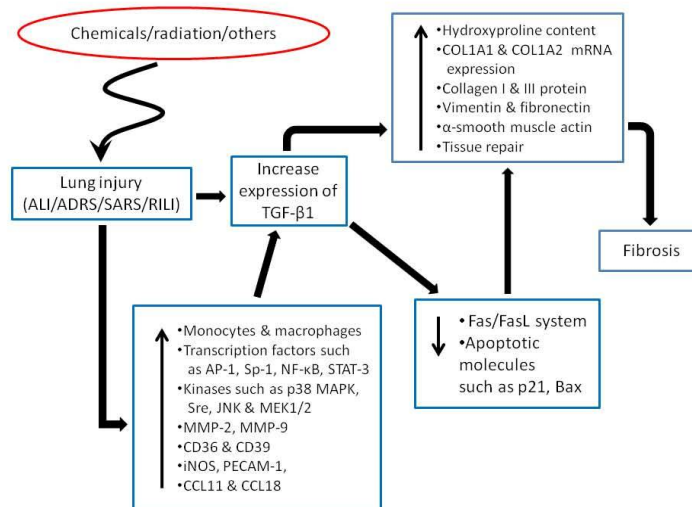 Chemicals/radiation/others
•Hydroxyproline content
•COL1A1 & COL1A2 mRNA
expression
•Collagen I & III protein
•Vimentin & fibronectin
•α-smooth muscle actin
•Tissue repair
Lung injury
(ALI/ADRS/SARS/RILI)
Increase
expression of
TGF-β1
Fibrosis
•Monocytes & macrophages
•Transcription factors such
as AP-1, Sp-1, NF-κB, STAT-3
•Kinases such as p38 MAPK,
Sre, JNK & MEK1/2
•MMP-2, MMP-9
•CD36 & CD39
•iNOS, PECAM-1,
•CCL11 & CCL18
• Fas/FasL system
•Apoptotic
molecules
such as p21, Bax